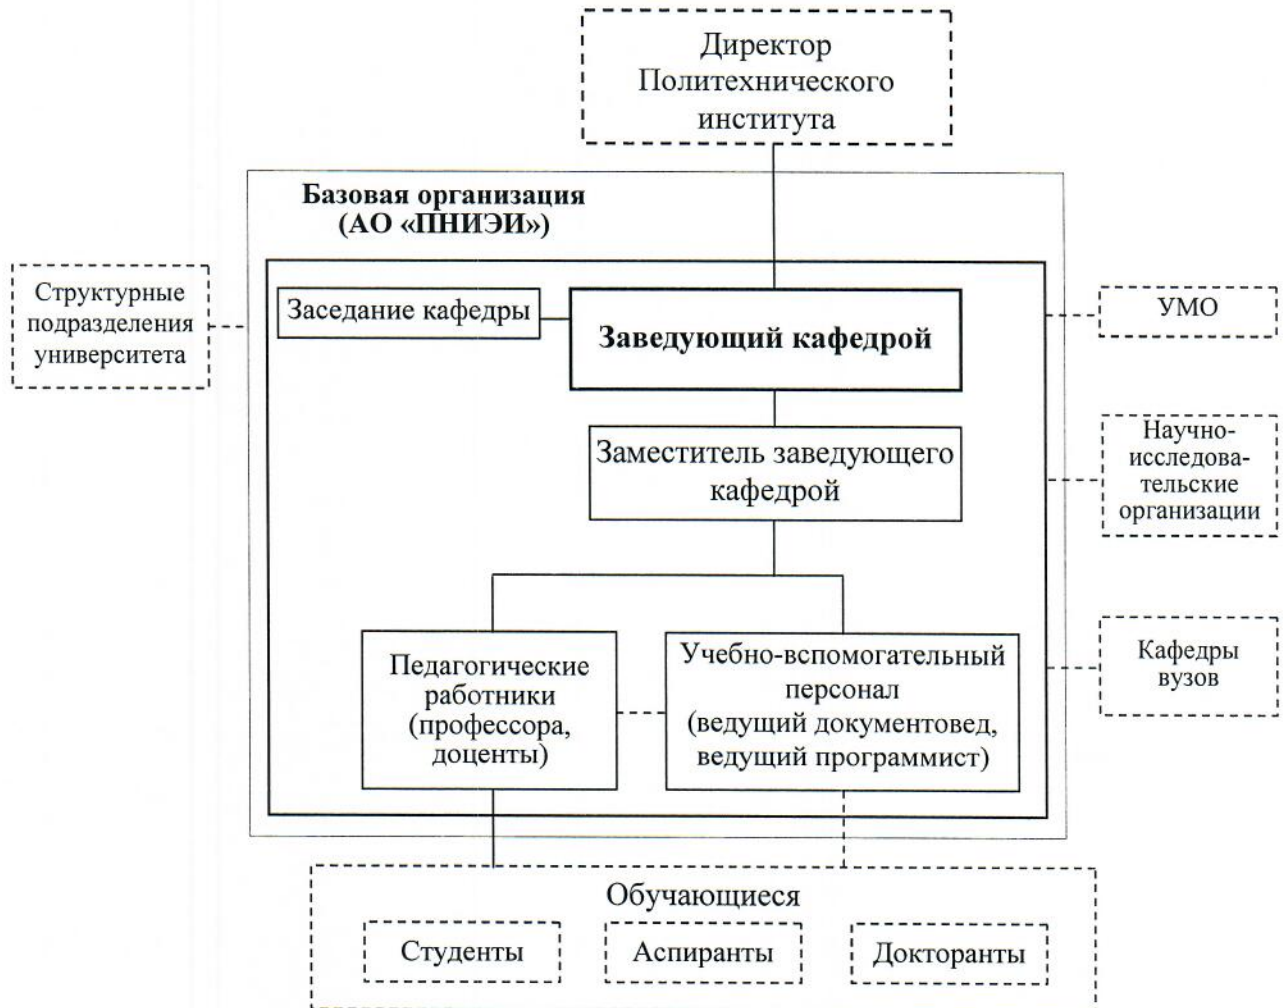 Директор
Политехнического
института
Базовая организация
(АО «ПНИЭИ»)
Структурные
подразделения
университета
Заседание кафедры
Заведующий кафедрой
УМО
Заместитель заведующего
кафедрой
Научно-
исследова-
тельские
организации
Педагогические
работники
(профессора,
доценты)
Учебно-вспомогательный
персонал
(ведущий документовед,
ведущий программист)
Кафедры
вузов
Обучающиеся
Студенты
Аспиранты
Докторанты